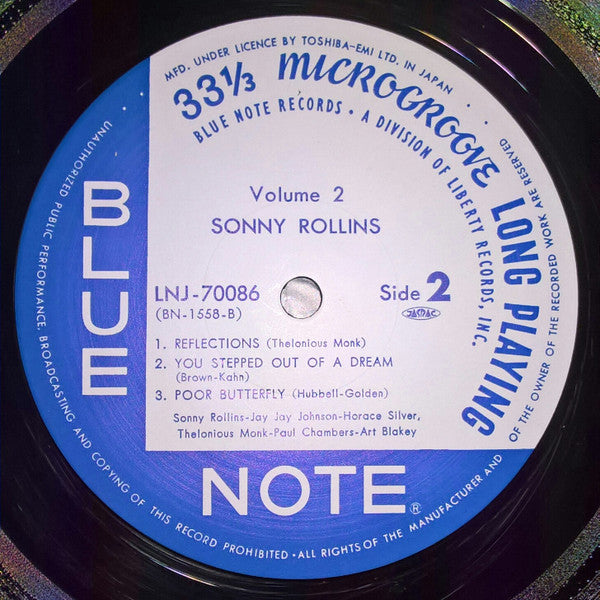 MFD. UNDER LICENCE BY TOSHIBA-EMI LTD. IN JAPAN
33 1/3 MICROGROOVE LONG PLAYING
BLUE NOTE RECORDS • A DIVISION OF LIBERTY RECORDS, INC.
Volume 2
SONNY ROLLINS
LNJ-70086
(BN-1558-B)
Side 2
JASRAC
1. REFLECTIONS (Thelonious Monk)
2. YOU STEPPED OUT OF A DREAM
(Brown-Kahn)
3. POOR BUTTERFLY (Hubbell-Golden)
Sonny Rollins-Jay Jay Johnson-Horace Silver,
Thelonious Monk-Paul Chambers-Art Blakey
BLUE
NOTE®
UNAUTHORIZED PUBLIC PERFORMANCE, BROADCASTING AND COPYING OF THIS RECORD PROHIBITED • ALL RIGHTS OF THE MANUFACTURER AND OF THE OWNER OF THE RECORDED WORK ARE RESERVED